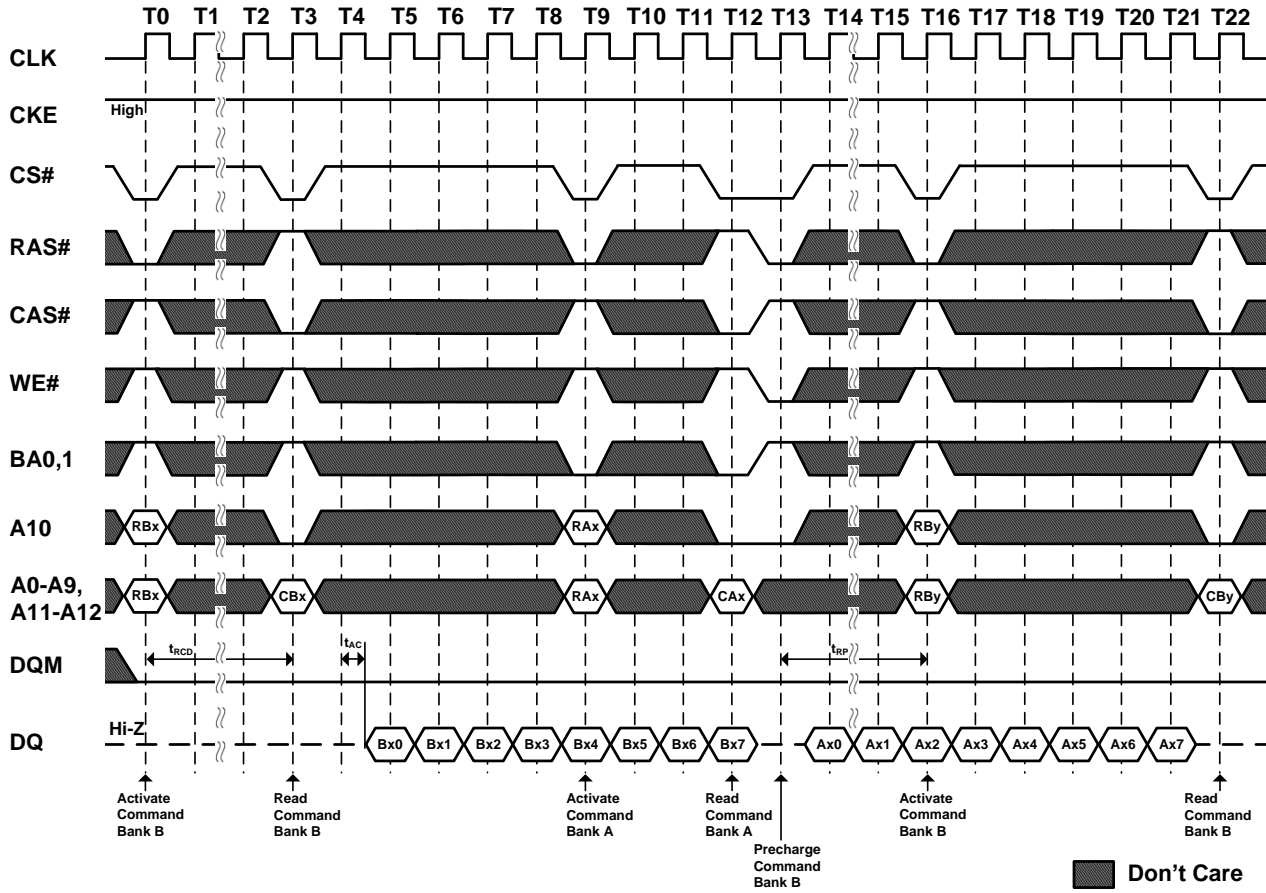 T0 T1 T2 T3 T4 T5 T6 T7 T8 T9 T10 T11 T12 T13 T14 T15 T16 T17 T18 T19 T20 T21 T22
CLK
CKE
High
CS#
RAS#
CAS#
WE#
BA0,1
A10
RBx RAx RBy
A0-A9,
A11-A12
RBx CBx RAx CAx RBy CBy
DQM
tRCD tAC tRP
DQ
Hi-Z
Bx0 Bx1 Bx2 Bx3 Bx4 Bx5 Bx6 Bx7 Ax0 Ax1 Ax2 Ax3 Ax4 Ax5 Ax6 Ax7
Activate
Command
Bank B
Read
Command
Bank B
Activate
Command
Bank A
Read
Command
Bank A
Precharge
Command
Bank B
Activate
Command
Bank B
Read
Command
Bank B
Don't Care